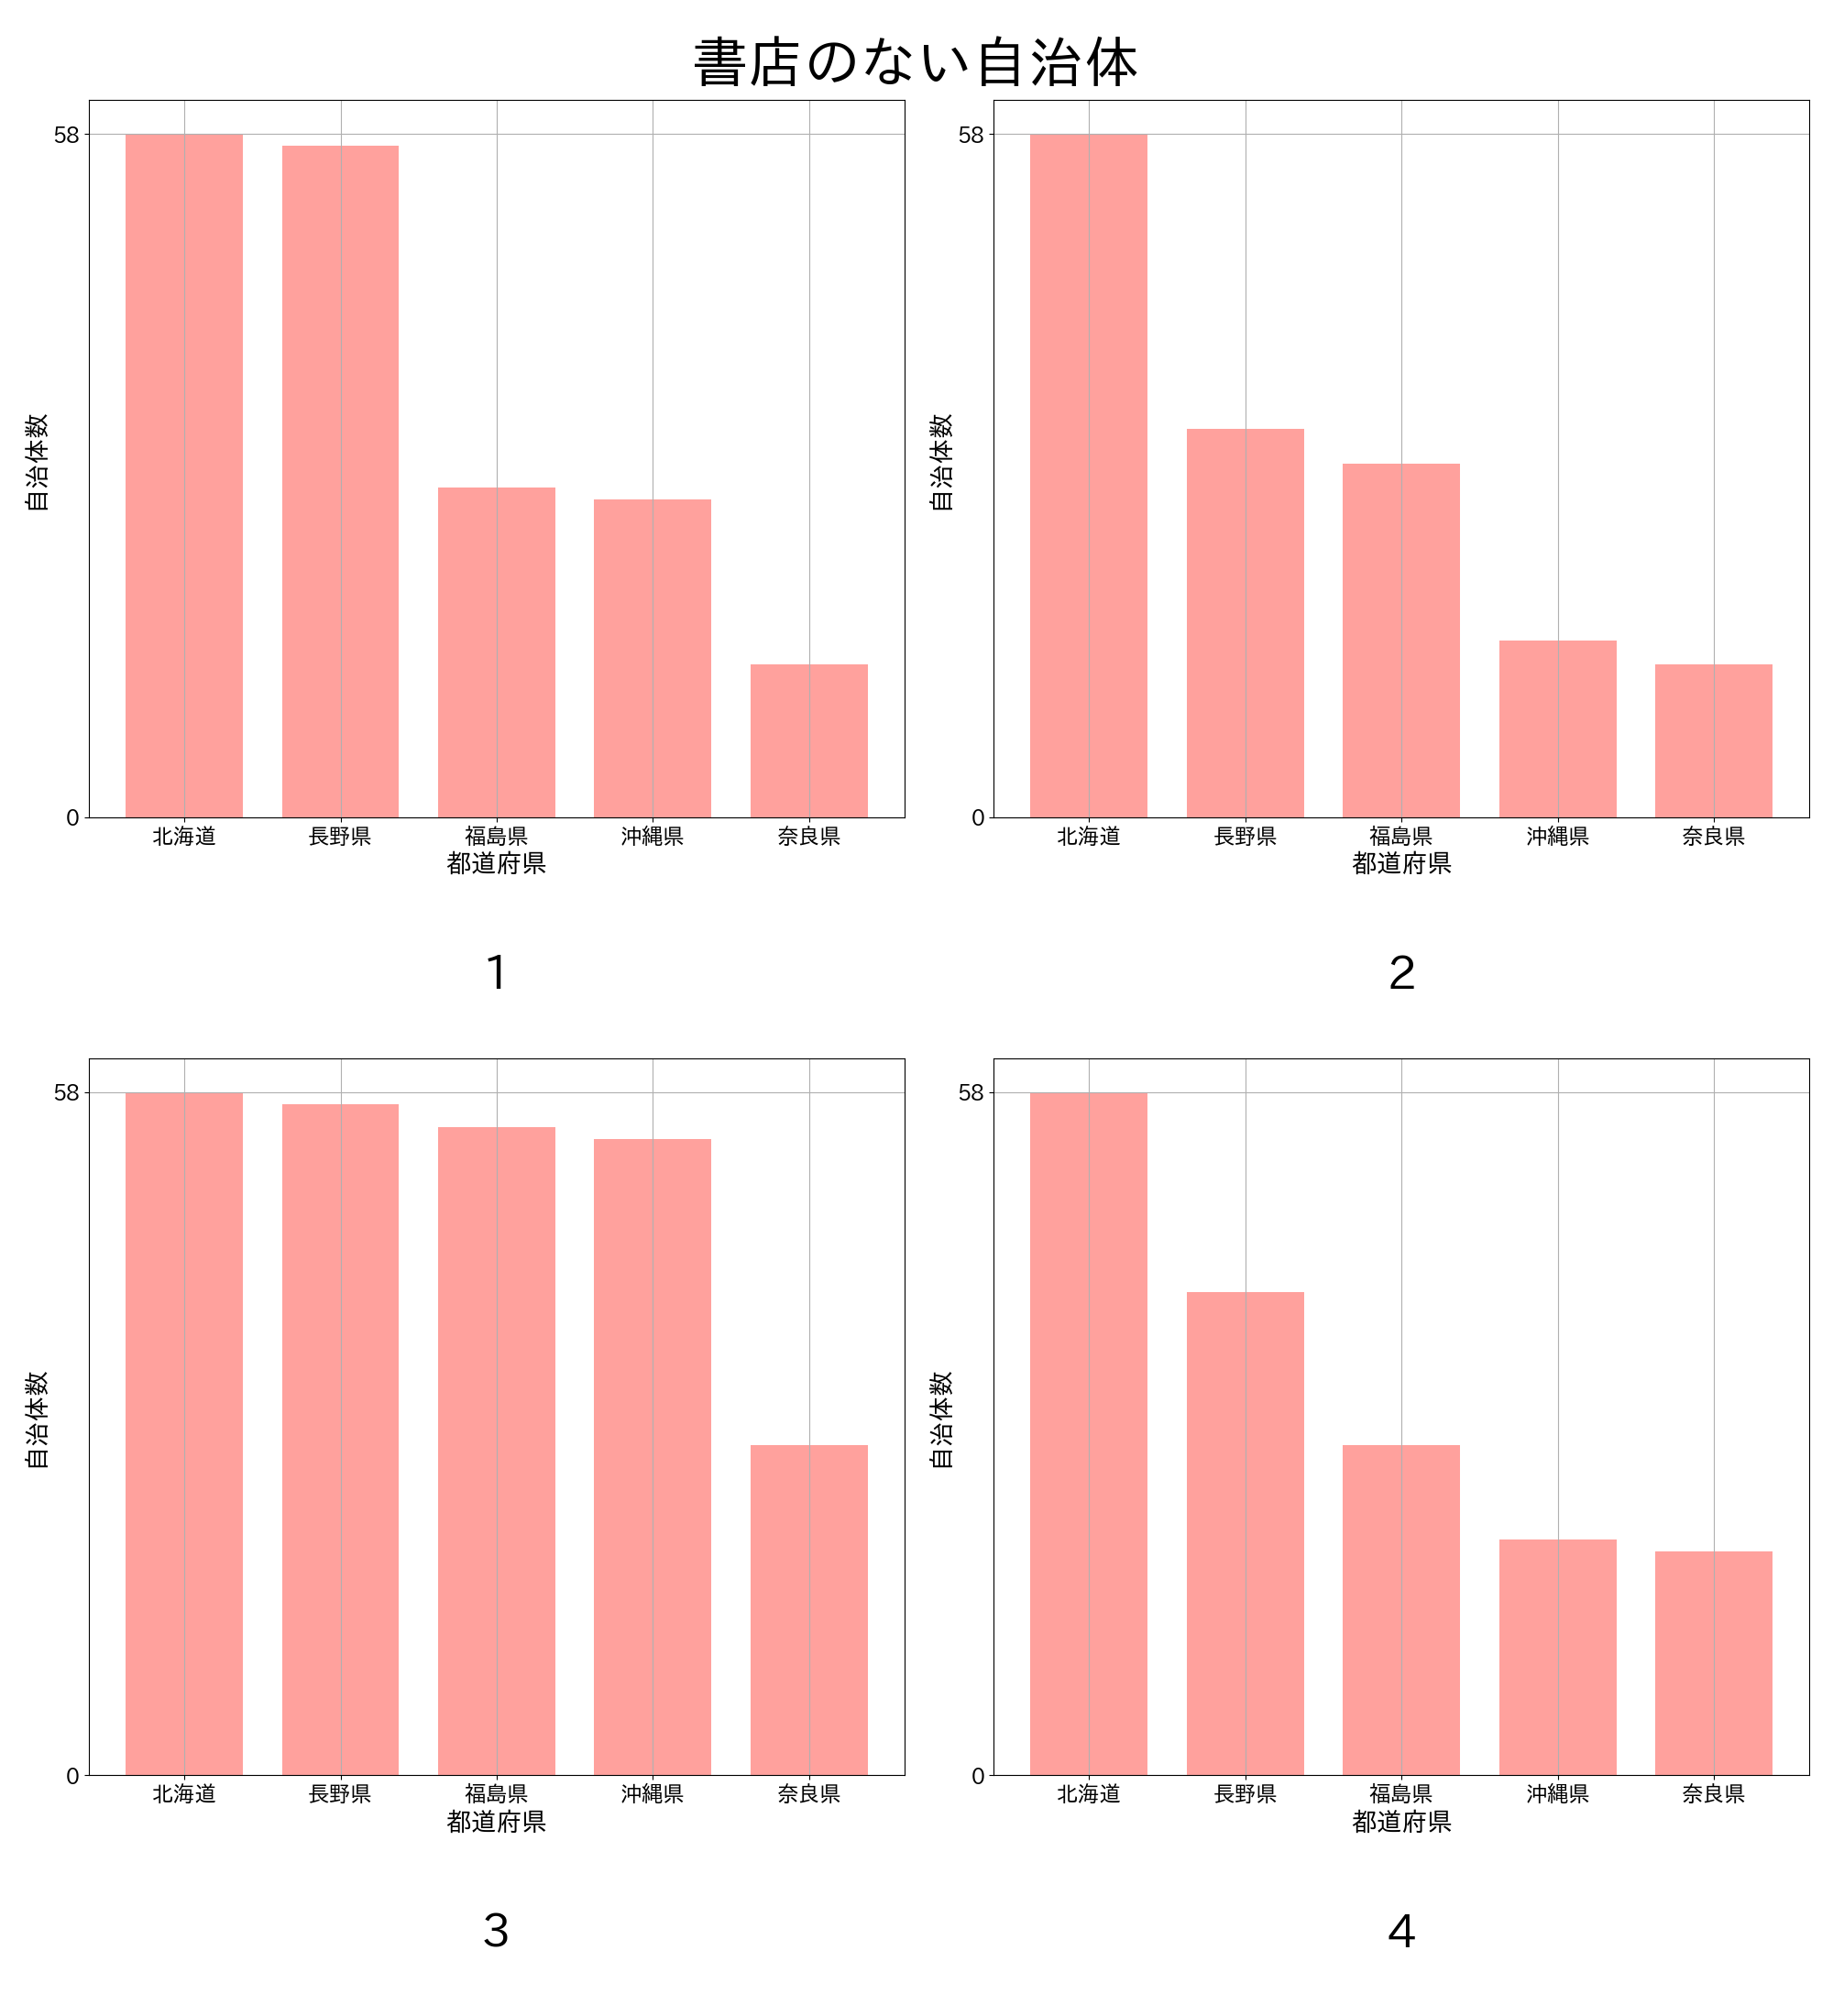 書店のない自治体
58
0
自治体数
北海道 長野県 福島県 沖縄県 奈良県
都道府県
1
58
0
自治体数
北海道 長野県 福島県 沖縄県 奈良県
都道府県
2
58
0
自治体数
北海道 長野県 福島県 沖縄県 奈良県
都道府県
3
58
0
自治体数
北海道 長野県 福島県 沖縄県 奈良県
都道府県
4